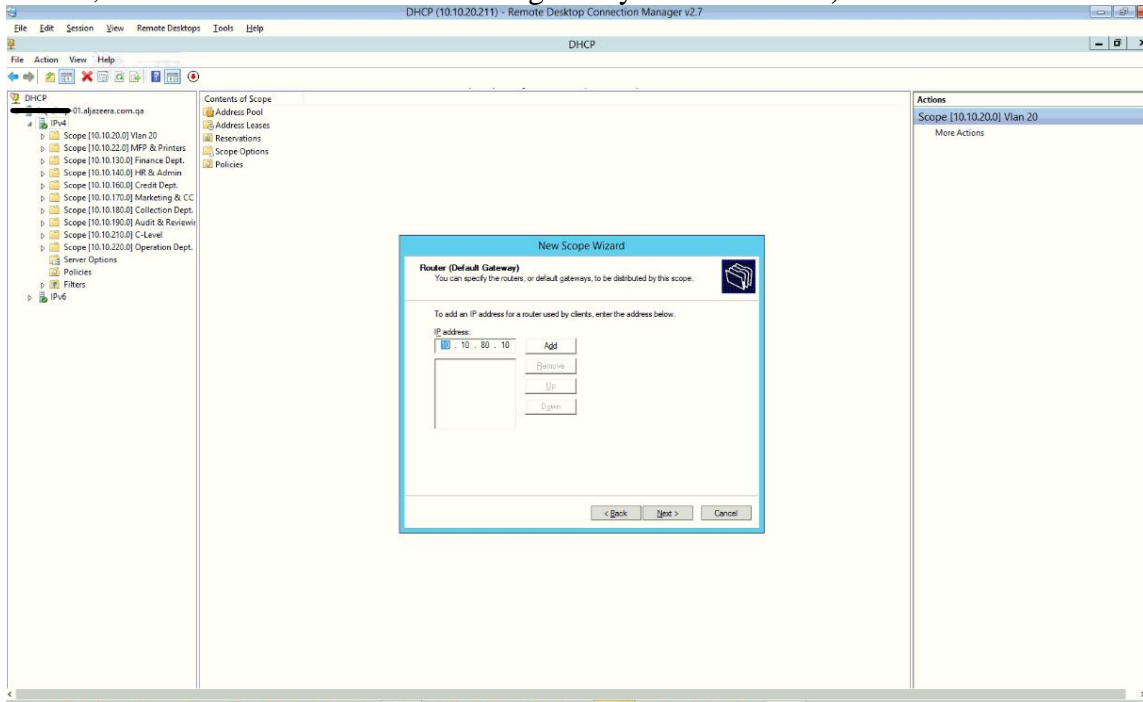 DHCP (10.10.20.211) - Remote Desktop Connection Manager v2.7
File Edit Session View Remote Desktops Tools Help
DHCP
File Action View Help
DHCP
01.aljazeera.com.qa
IPv4
Scope [10.10.20.0] Vlan 20
Scope [10.10.22.0] MFP & Printers
Scope [10.10.130.0] Finance Dept.
Scope [10.10.140.0] HR & Admin
Scope [10.10.160.0] Credit Dept.
Scope [10.10.170.0] Marketing & CC
Scope [10.10.180.0] Collection Dept.
Scope [10.10.190.0] Audit & Reviewin
Scope [10.10.210.0] C-Level
Scope [10.10.220.0] Operation Dept.
Server Options
Policies
Filters
IPv6
Contents of Scope
Address Pool
Address Leases
Reservations
Scope Options
Policies
Actions
Scope [10.10.20.0] Vlan 20
More Actions
New Scope Wizard
Router (Default Gateway)
You can specify the routers, or default gateways, to be distributed by this scope.
To add an IP address for a router used by clients, enter the address below.
IP address:
10 . 10 . 80 . 10
Add
Remove
Up
Down
< Back Next > Cancel